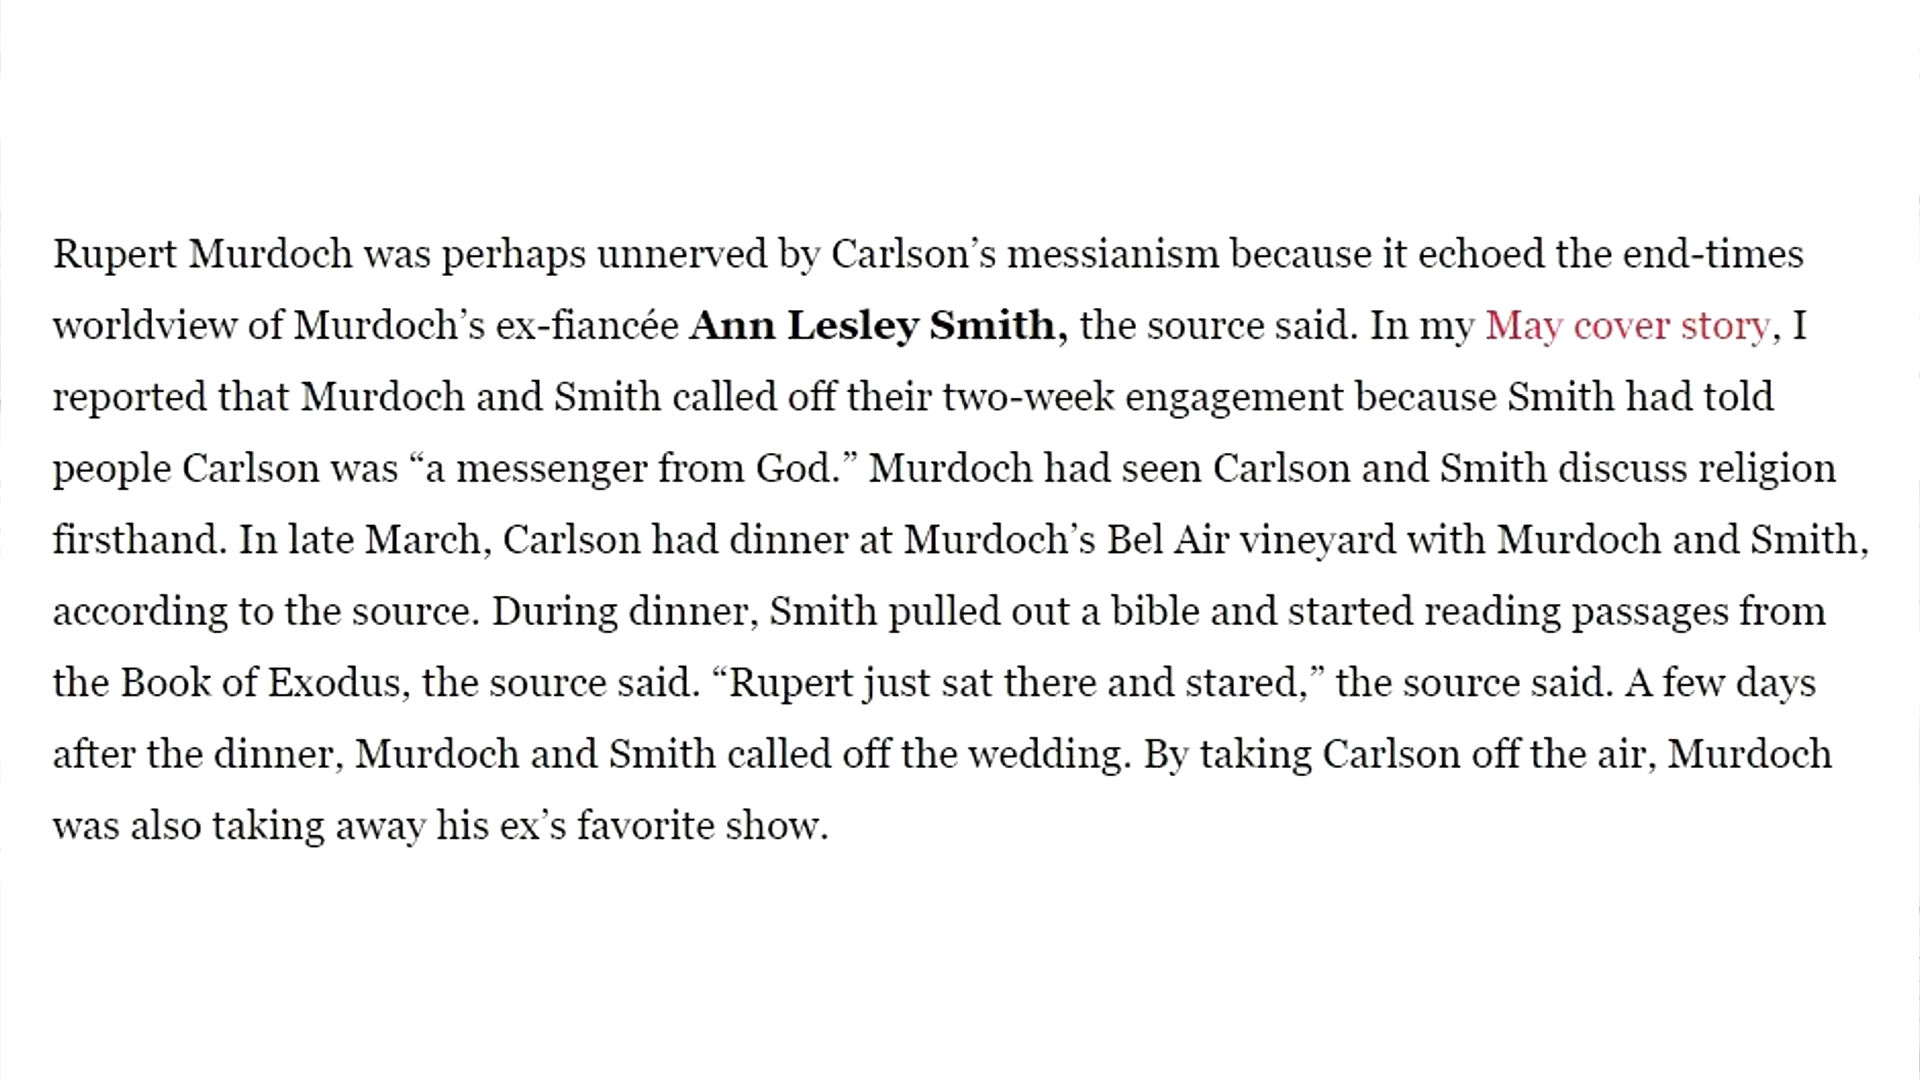 Rupert Murdoch was perhaps unnerved by Carlson’s messianism because it echoed the end-times
worldview of Murdoch’s ex-fiancée Ann Lesley Smith, the source said. In my May cover story, I
reported that Murdoch and Smith called off their two-week engagement because Smith had told
people Carlson was “a messenger from God.” Murdoch had seen Carlson and Smith discuss religion
firsthand. In late March, Carlson had dinner at Murdoch’s Bel Air vineyard with Murdoch and Smith,
according to the source. During dinner, Smith pulled out a bible and started reading passages from
the Book of Exodus, the source said. “Rupert just sat there and stared,” the source said. A few days
after the dinner, Murdoch and Smith called off the wedding. By taking Carlson off the air, Murdoch
was also taking away his ex’s favorite show.